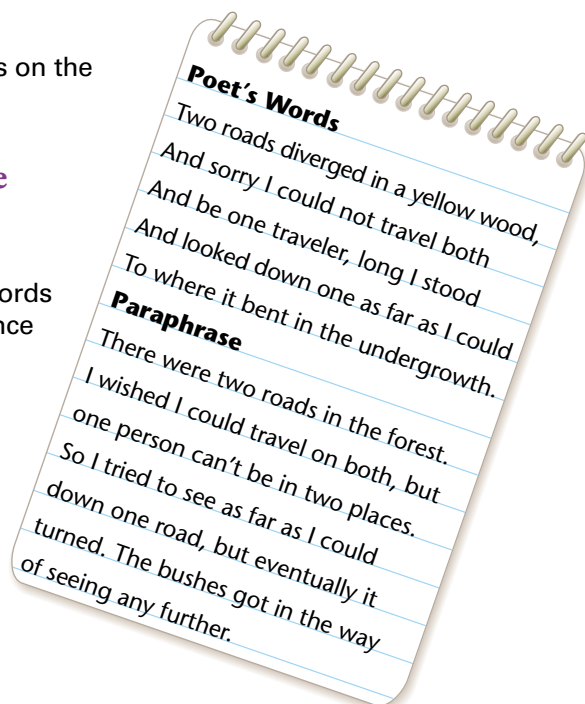 s on the
e
ords
nce
Poet's Words
Two roads diverged in a yellow wood,
And sorry I could not travel both
And be one traveler, long I stood
And looked down one as far as I could
To where it bent in the undergrowth.
Paraphrase
There were two roads in the forest.
I wished I could travel on both, but
one person can't be in two places.
So I tried to see as far as I could
down one road, but eventually it
turned. The bushes got in the way
of seeing any further.